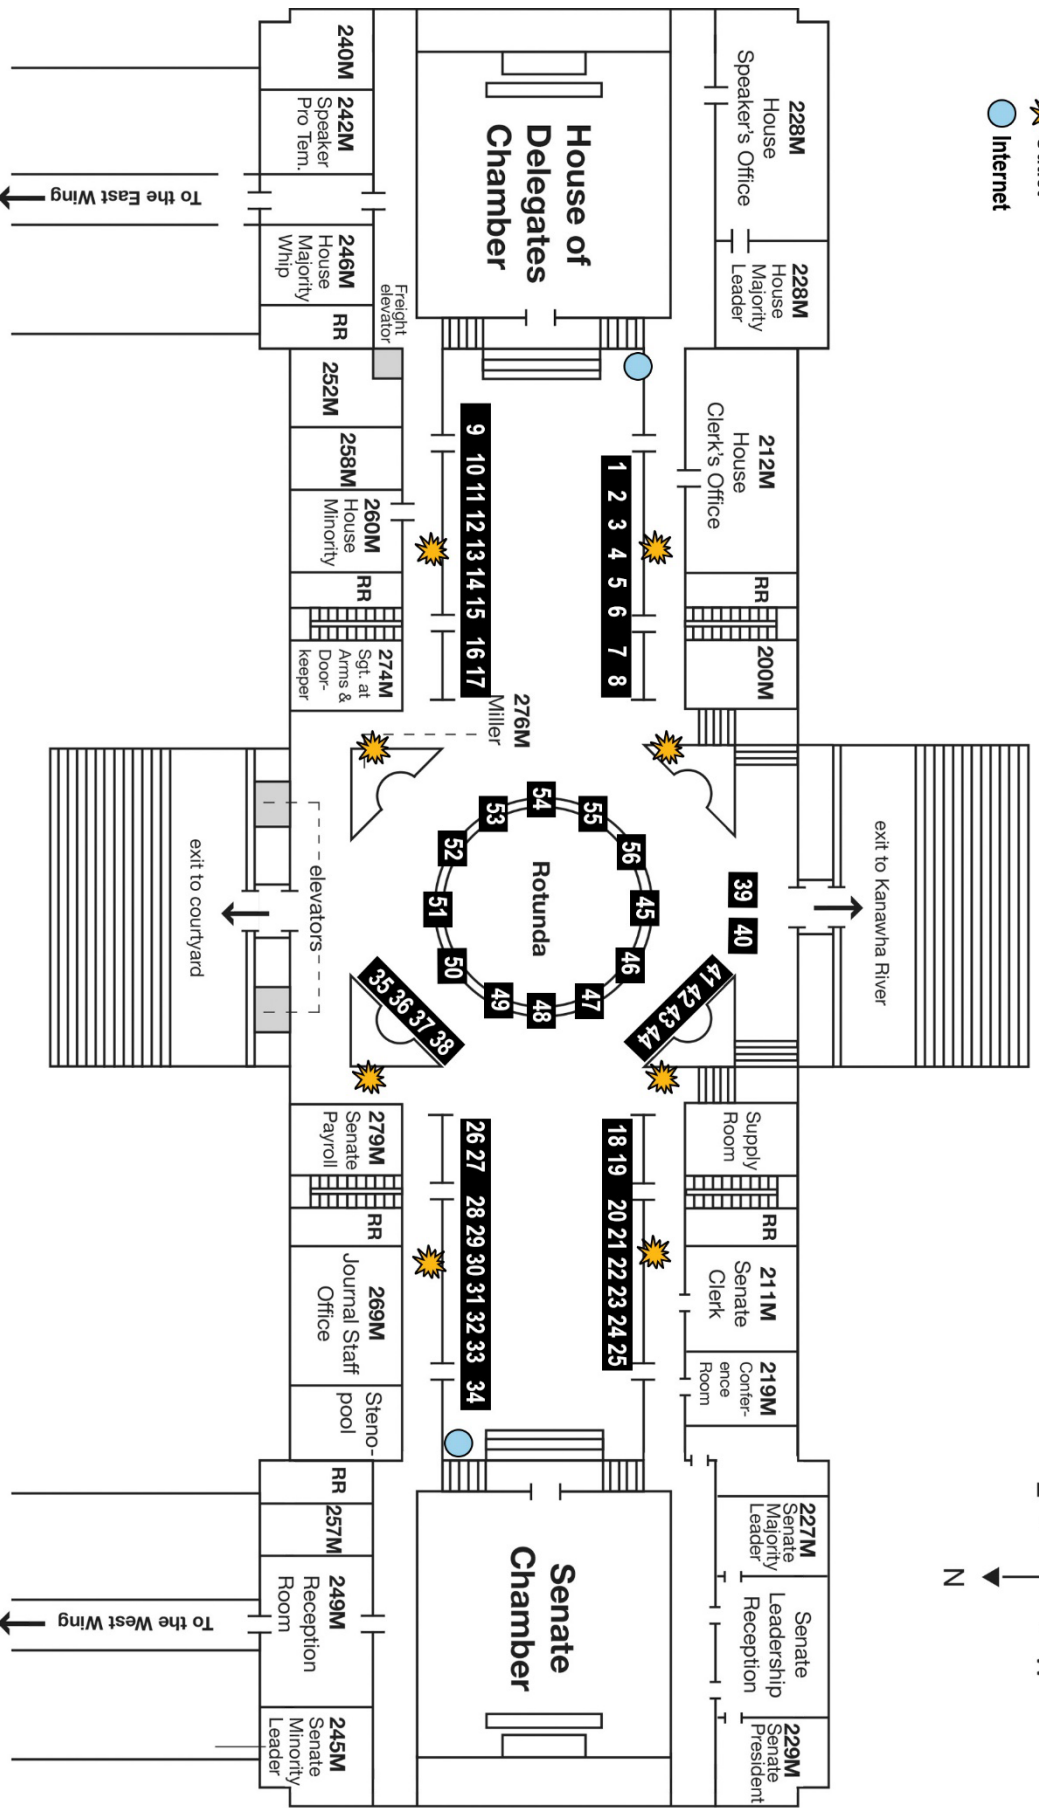 Internet
N
exit to Kanawha River
228M
House
Speaker's Office
228M
House
Majority
Leader
212M
House
Clerk's Office
RR
200M
Supply
Room
RR
211M
Senate
Clerk
219M
Confer-
ence
Room
227M
Senate
Majority
Leader
Senate
Leadership
Reception
229M
Senate
President
39 40
41 42 43 44
1 2 3 4 5 6 7 8
18 19 20 21 22 23 24 25
House of
Delegates
Chamber
Rotunda
45
46
47
48
49
50
51
52
53
54
55
56
Senate
Chamber
276M
Miller
9 10 11 12 13 14 15 16 17
26 27 28 29 30 31 32 33 34
35 36 37 38
Freight
elevator
240M
242M
Speaker
Pro Tem.
246M
House
Majority
Whip
RR
252M
258M
260M
House
Minority
RR
274M
Sgt. at
Arms &
Door-
keeper
elevators
279M
Senate
Payroll
RR
269M
Journal Staff
Office
Steno-
pool
RR
257M
249M
Reception
Room
245M
Senate
Minority
Leader
To the East Wing
exit to courtyard
To the West Wing